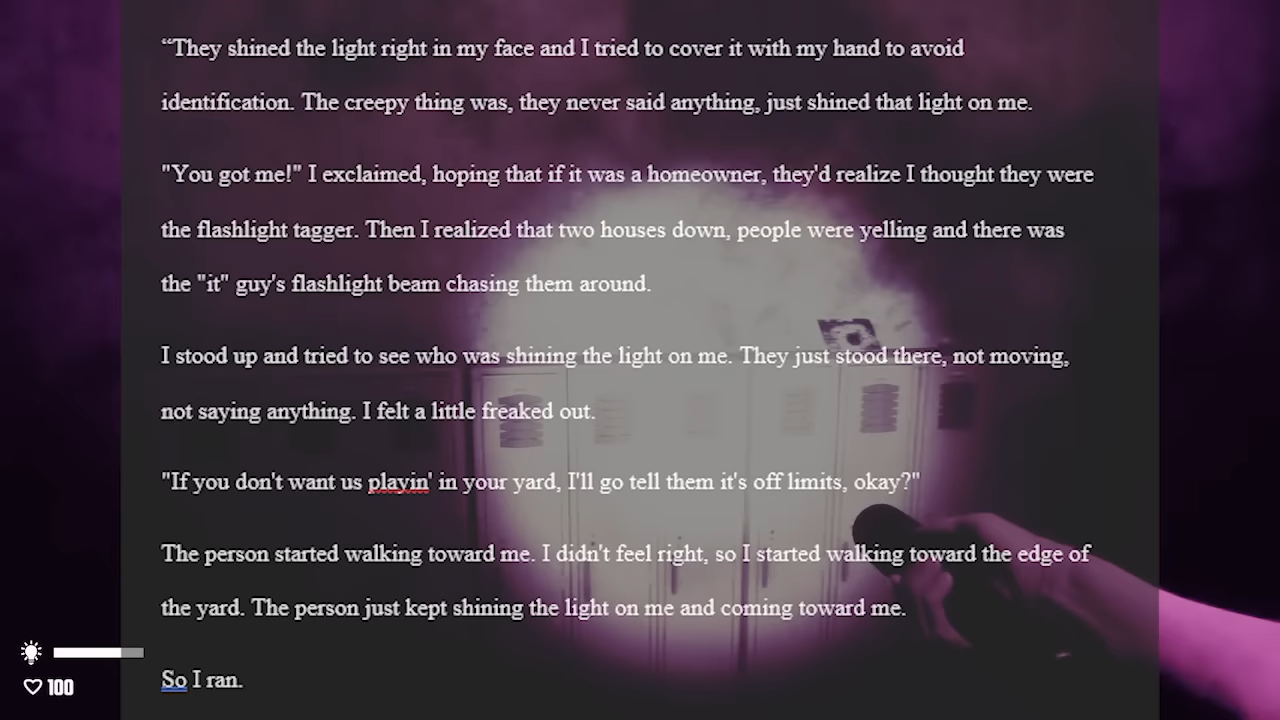 “They shined the light right in my face and I tried to cover it with my hand to avoid
identification. The creepy thing was, they never said anything, just shined that light on me.
"You got me!" I exclaimed, hoping that if it was a homeowner, they'd realize I thought they were
the flashlight tagger. Then I realized that two houses down, people were yelling and there was
the "it" guy's flashlight beam chasing them around.
I stood up and tried to see who was shining the light on me. They just stood there, not moving,
not saying anything. I felt a little freaked out.
"If you don't want us playin' in your yard, I'll go tell them it's off limits, okay?"
The person started walking toward me. I didn't feel right, so I started walking toward the edge of
the yard. The person just kept shining the light on me and coming toward me.
So I ran.
100